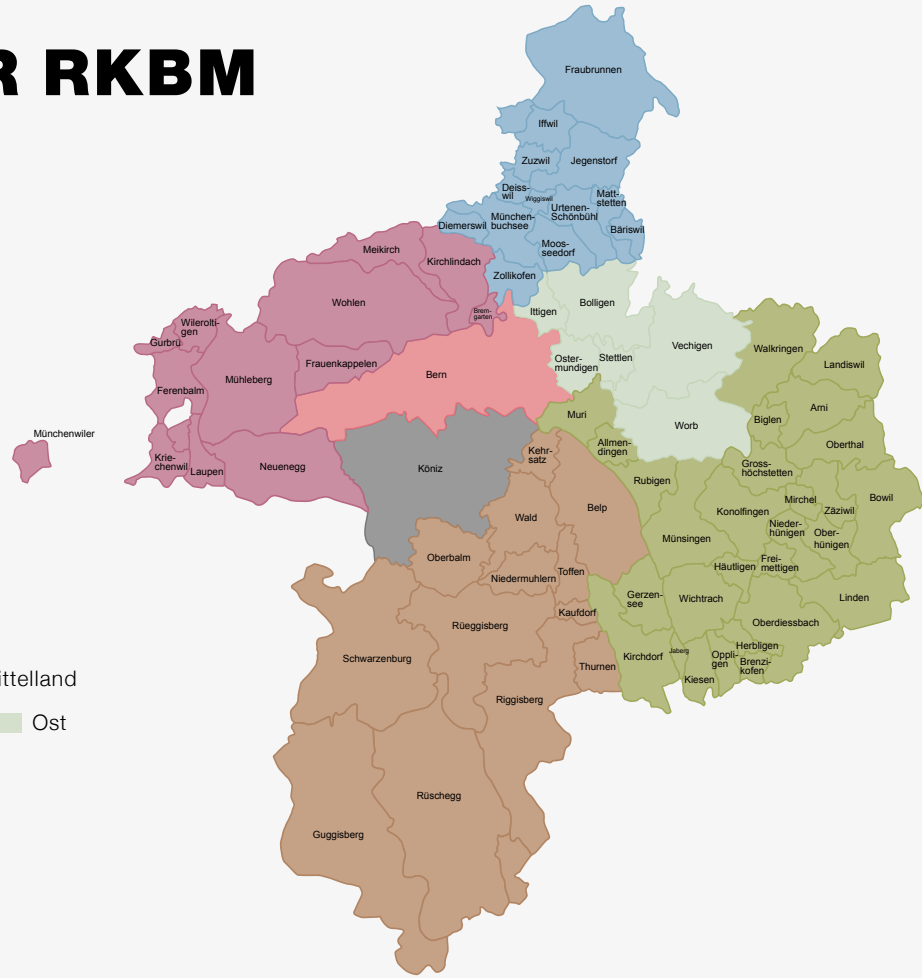 R RKBM
Fraubrunnen
Iffwil
Zuzwil
Jegenstorf
Deiss-
wil
Wiggiswil
Matt-
stetten
Urtenen-
Schönbühl
München-
buchsee
Diemerswil
Bäriswil
Moos-
seedorf
Zollikofen
Meikirch
Kirchlindach
Wohlen
Brem-
garten
Ittigen
Bolligen
Wilerolti-
gen
Gurbrü
Vechigen
Walkringen
Frauenkappelen
Bern
Oster-
mundigen
Stettlen
Landiswil
Mühleberg
Ferenbalm
Muri
Worb
Biglen
Arni
Münchenwiler
Allmen-
dingen
Oberthal
Krie-
chenwil
Laupen
Neuenegg
Köniz
Kehr-
satz
Rubigen
Gross-
höchstetten
Belp
Wald
Konolfingen
Mirchel
Zäziwil
Bowil
Münsingen
Nieder-
hünigen
Ober-
hünigen
Oberbalm
Toffen
Niedermuhlern
Häutligen
Frei-
mettigen
Gerzen-
see
Wichtrach
Linden
Kaufdorf
Rüeggisberg
Oberdiessbach
Schwarzenburg
Thurnen
Kirchdorf
Jaberg
Herbligen
Oppli-
gen
Brenzi-
kofen
Kiesen
Riggisberg
ittelland
Ost
Rüschegg
Guggisberg